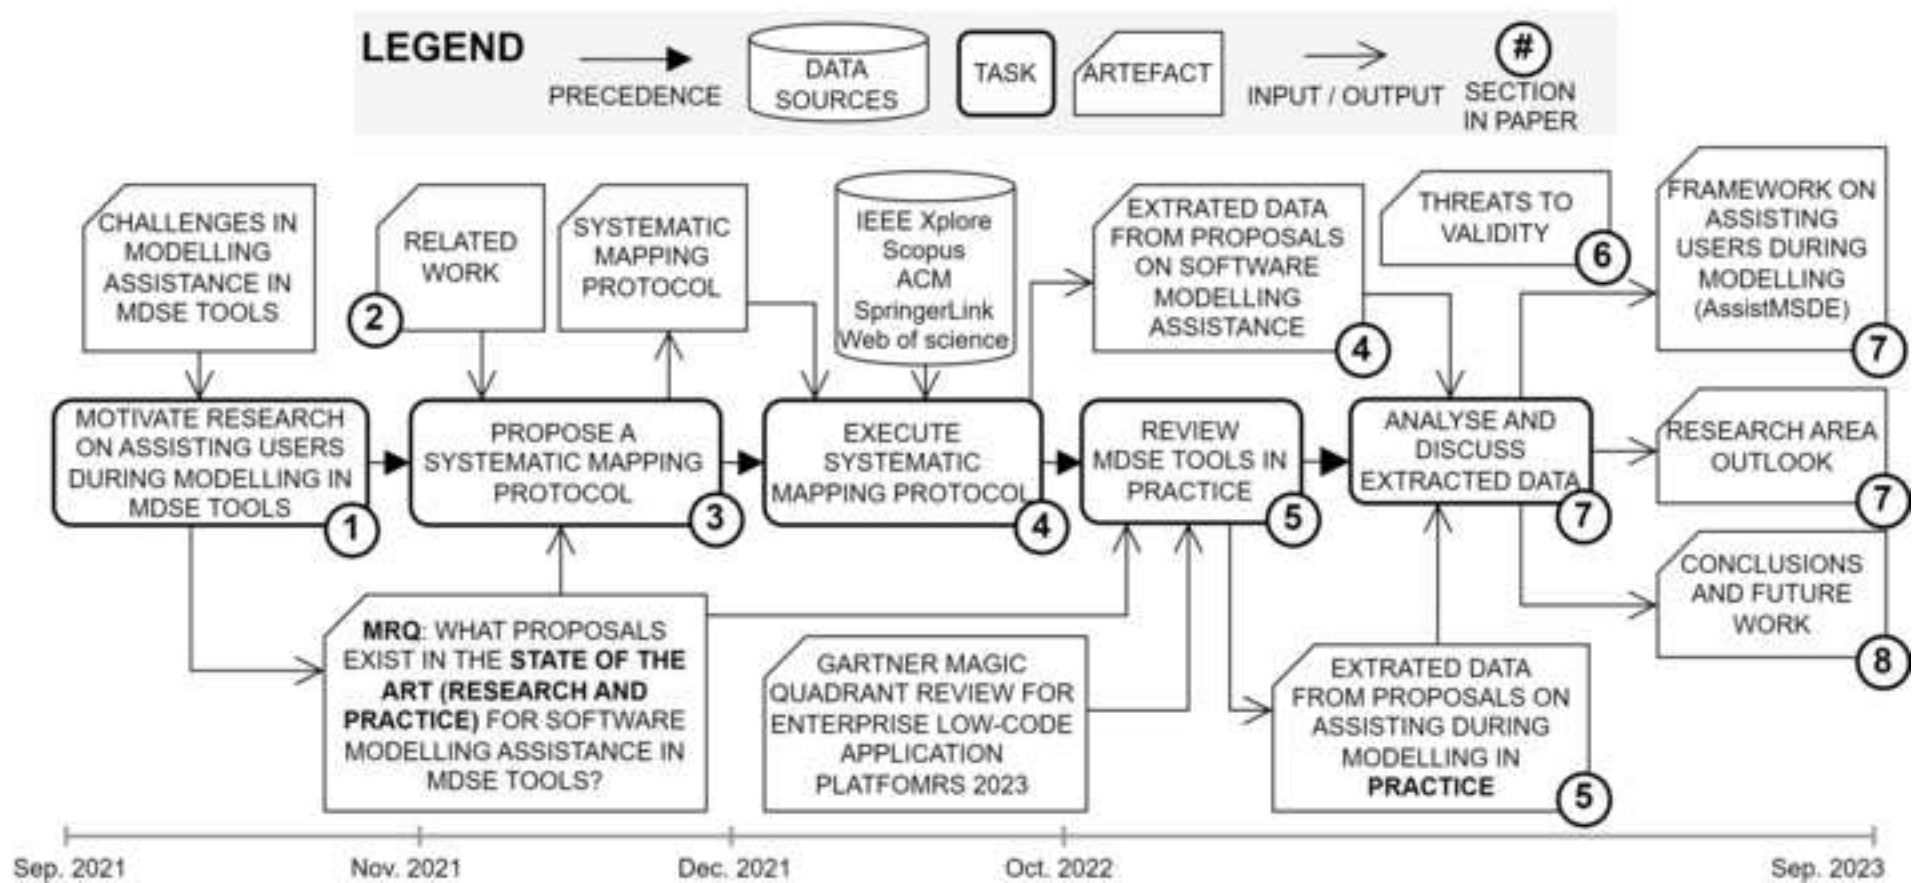 LEGEND
PRECEDENCE
DATA
SOURCES
TASK
ARTEFACT
INPUT / OUTPUT
#
SECTION
IN PAPER
CHALLENGES IN
MODELLING
ASSISTANCE IN
MDSE TOOLS
RELATED
WORK
2
SYSTEMATIC
MAPPING
PROTOCOL
IEEE Xplore
Scopus
ACM
SpringerLink
Web of science
EXTRATED DATA
FROM PROPOSALS
ON SOFTWARE
MODELLING
ASSISTANCE
4
THREATS TO
VALIDITY
6
FRAMEWORK ON
ASSISTING
USERS DURING
MODELLING
(AssistMSDE)
7
MOTIVATE RESEARCH
ON ASSISTING USERS
DURING MODELLING IN
MDSE TOOLS
1
PROPOSE A
SYSTEMATIC MAPPING
PROTOCOL
3
EXECUTE
SYSTEMATIC
MAPPING PROTOCOL
4
REVIEW
MDSE TOOLS IN
PRACTICE
5
ANALYSE AND
DISCUSS
EXTRACTED DATA
7
RESEARCH AREA
OUTLOOK
7
CONCLUSIONS
AND FUTURE
WORK
8
MRQ: WHAT PROPOSALS
EXIST IN THE STATE OF THE
ART (RESEARCH AND
PRACTICE) FOR SOFTWARE
MODELLING ASSISTANCE IN
MDSE TOOLS?
GARTNER MAGIC
QUADRANT REVIEW FOR
ENTERPRISE LOW-CODE
APPLICATION
PLATFOMRS 2023
EXTRATED DATA
FROM PROPOSALS ON
ASSISTING DURING
MODELLING IN
PRACTICE
5
Sep. 2021
Nov. 2021
Dec. 2021
Oct. 2022
Sep. 2023